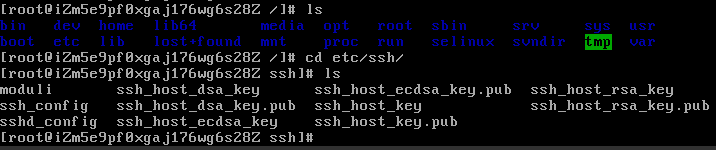 [root@iZm5e9pf0xgaj176wg6s28Z /]# ls
bin dev home lib64 media opt root sbin srv sys usr
boot etc lib lost+found mnt proc run selinux svndir tmp var
[root@iZm5e9pf0xgaj176wg6s28Z /]# cd etc/ssh/
[root@iZm5e9pf0xgaj176wg6s28Z ssh]# ls
moduli ssh_host_dsa_key ssh_host_ecdsa_key.pub ssh_host_rsa_key
ssh_config ssh_host_dsa_key.pub ssh_host_key ssh_host_rsa_key.pub
sshd_config ssh_host_ecdsa_key ssh_host_key.pub
[root@iZm5e9pf0xgaj176wg6s28Z ssh]#